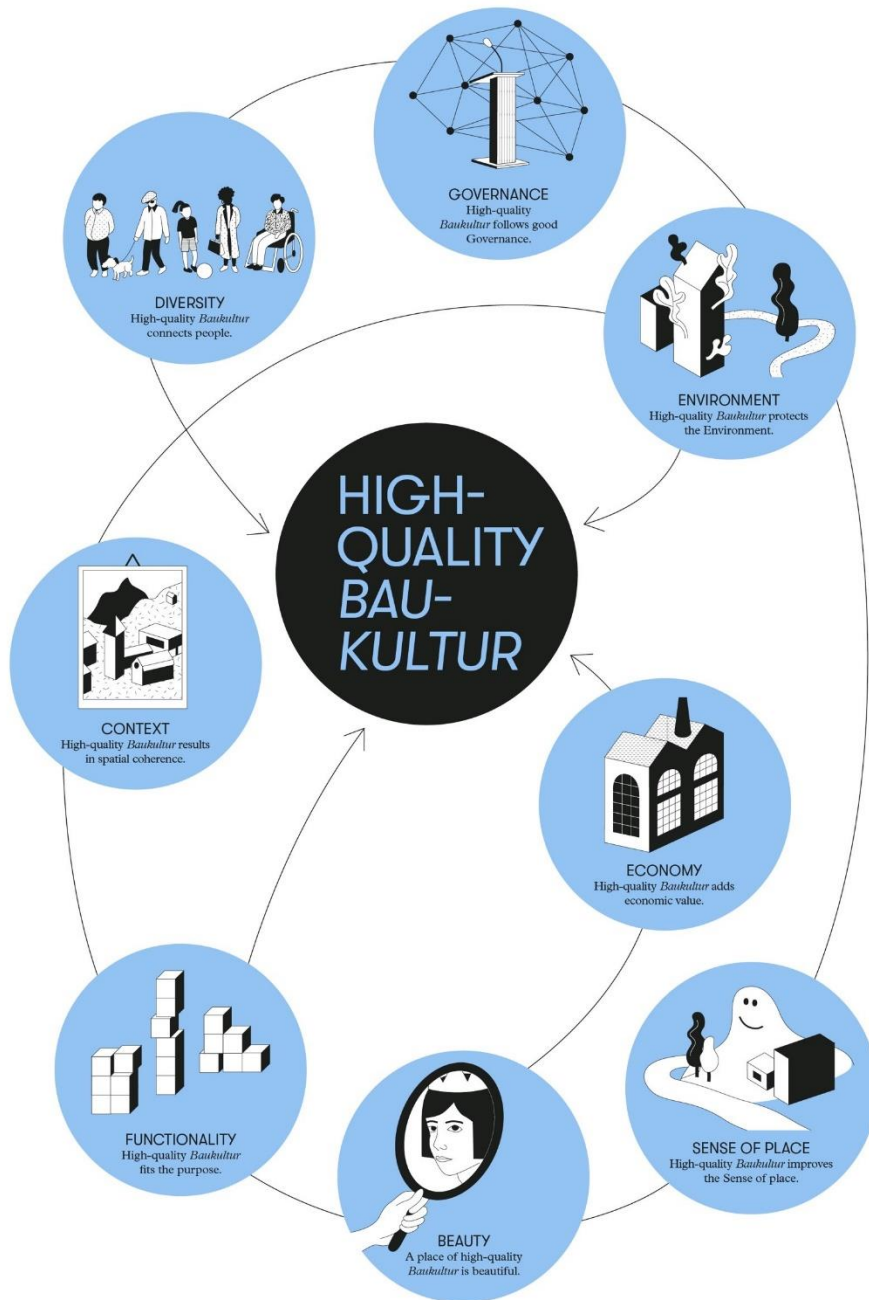 GOVERNANCE
High-quality
Baukultur follows good
Governance.
DIVERSITY
High-quality Baukultur
connects people.
ENVIRONMENT
High-quality Baukultur protects
the Environment.
HIGH-
QUALITY
BAU-
KULTUR
CONTEXT
High-quality Baukultur results
in spatial coherence.
ECONOMY
High-quality Baukultur adds
economic value.
FUNCTIONALITY
High-quality Baukultur
fits the purpose.
SENSE OF PLACE
High-quality Baukultur improves
the Sense of place.
BEAUTY
A place of high-quality
Baukultur is beautiful.